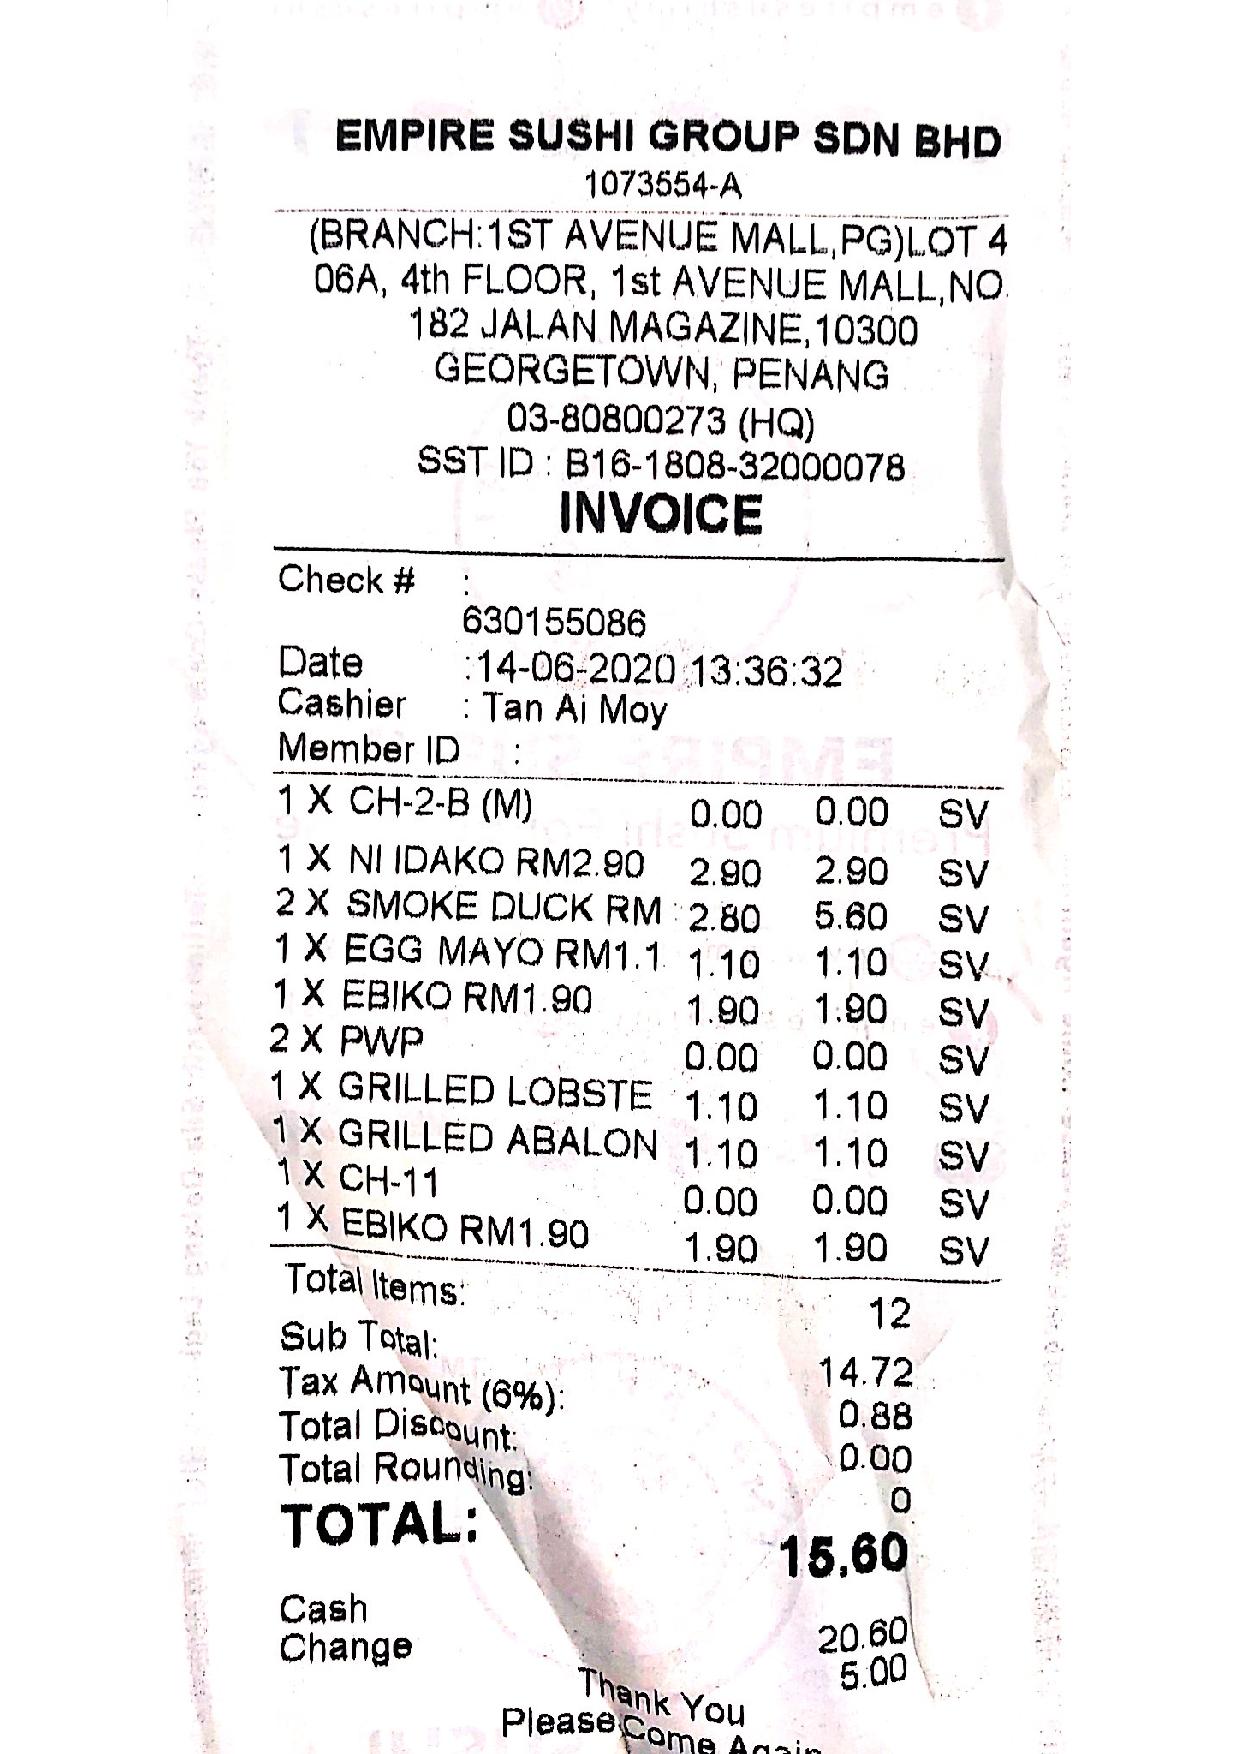 EMPIRE SUSHI GROUP SDN BHD
1073554-A
(BRANCH:1ST AVENUE MALL,PG)LOT 4
06A, 4th FLOOR, 1st AVENUE MALL,NO
182 JALAN MAGAZINE,10300
GEORGETOWN, PENANG
03-80800273 (HQ)
SST ID : B16-1808-32000078
INVOICE
Check # :
630155086
Date :14-06-2020 13:36:32
Cashier : Tan Ai Moy
Member ID :
1 X CH-2-B (M) 0.00 0.00 SV
1 X NI IDAKO RM2.90 2.90 2.90 SV
2 X SMOKE DUCK RM 2.80 5.60 SV
1 X EGG MAYO RM1.1 1.10 1.10 SV
1 X EBIKO RM1.90 1.90 1.90 SV
2 X PWP 0.00 0.00 SV
1 X GRILLED LOBSTE 1.10 1.10 SV
1 X GRILLED ABALON 1.10 1.10 SV
1 X CH-11 0.00 0.00 SV
1 X EBIKO RM1.90 1.90 1.90 SV
Total Items: 12
Sub Total: 14.72
Tax Amount (6%): 0.88
Total Discount: 0.00
Total Rounding: 0
TOTAL: 15.60
Cash 20.60
Change 5.00
Thank You
Please Come Again